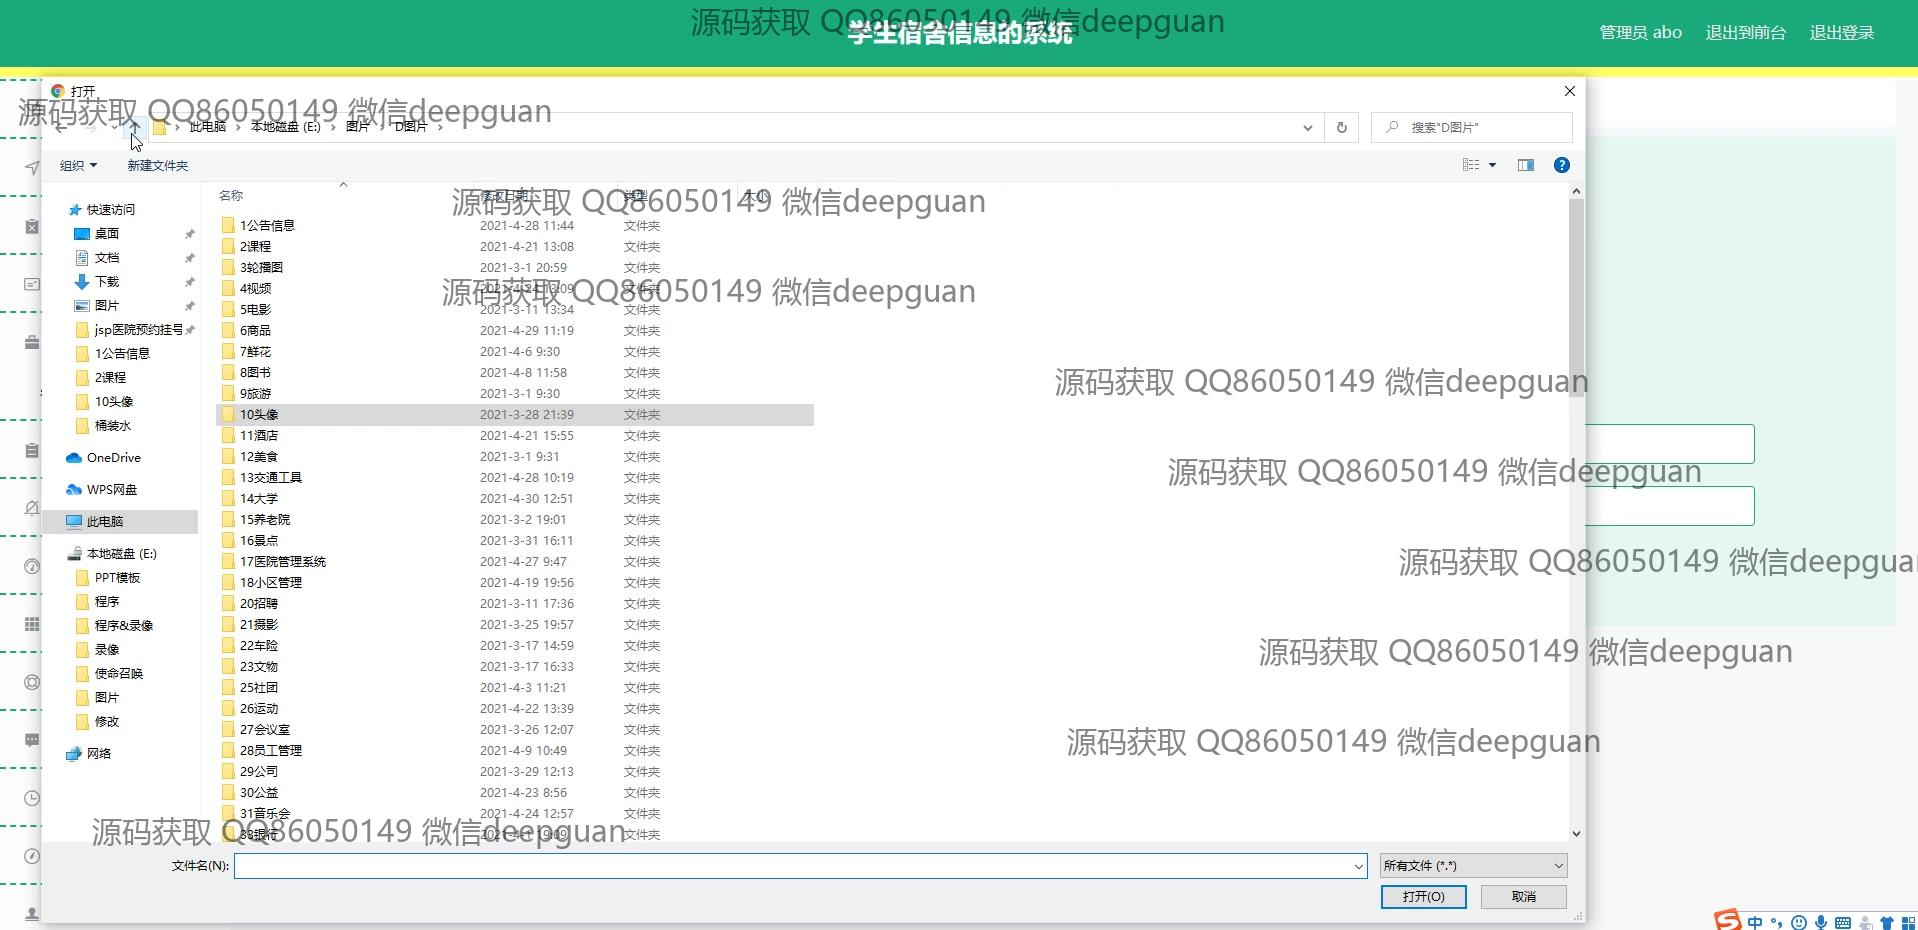 源码获取 QQ86050149 微信deepguan
学生宿舍信息的系统
管理员 abo 退出到前台 退出登录
打开
源码获取 QQ86050149 微信deepguan
此电脑 › 本地磁盘 (E:) › 图片 › D图片 ›
搜索"D图片"
组织 新建文件夹
名称 修改日期 类型 大小
源码获取 QQ86050149 微信deepguan
快速访问
桌面
文档
下载
图片
jsp医院预约挂号
1公告信息
2课程
10头像
桶装水
OneDrive
WPS网盘
此电脑
本地磁盘 (E:)
PPT模板
程序
程序&录像
录像
使命召唤
图片
修改
网络
1公告信息 2021-4-28 11:44 文件夹
2课程 2021-4-21 13:08 文件夹
3轮播图 2021-3-1 20:59 文件夹
4视频 2021-4-24 13:09 文件夹
源码获取 QQ86050149 微信deepguan
5电影 2021-3-11 13:34 文件夹
6商品 2021-4-29 11:19 文件夹
7鲜花 2021-4-6 9:30 文件夹
8图书 2021-4-8 11:58 文件夹
源码获取 QQ86050149 微信deepguan
9旅游 2021-3-1 9:30 文件夹
10头像 2021-3-28 21:39 文件夹
11酒店 2021-4-21 15:55 文件夹
12美食 2021-3-1 9:31 文件夹
源码获取 QQ86050149 微信deepguan
13交通工具 2021-4-28 10:19 文件夹
14大学 2021-4-30 12:51 文件夹
15养老院 2021-3-2 19:01 文件夹
16景点 2021-3-31 16:11 文件夹
17医院管理系统 2021-4-27 9:47 文件夹
源码获取 QQ86050149 微信deepguan
18小区管理 2021-4-19 19:56 文件夹
20招聘 2021-3-11 17:36 文件夹
21摄影 2021-3-25 19:57 文件夹
22车险 2021-3-17 14:59 文件夹
源码获取 QQ86050149 微信deepguan
23文物 2021-3-17 16:33 文件夹
25社团 2021-4-3 11:21 文件夹
26运动 2021-4-22 13:39 文件夹
27会议室 2021-3-26 12:07 文件夹
源码获取 QQ86050149 微信deepguan
28员工管理 2021-4-9 10:49 文件夹
29公司 2021-3-29 12:13 文件夹
30公益 2021-4-23 8:56 文件夹
31音乐会 2021-4-24 12:57 文件夹
33银行 2021-4-1 19:09 文件夹
源码获取 QQ86050149 微信deepguan
文件名(N): 所有文件 (*.*)
打开(O) 取消
中